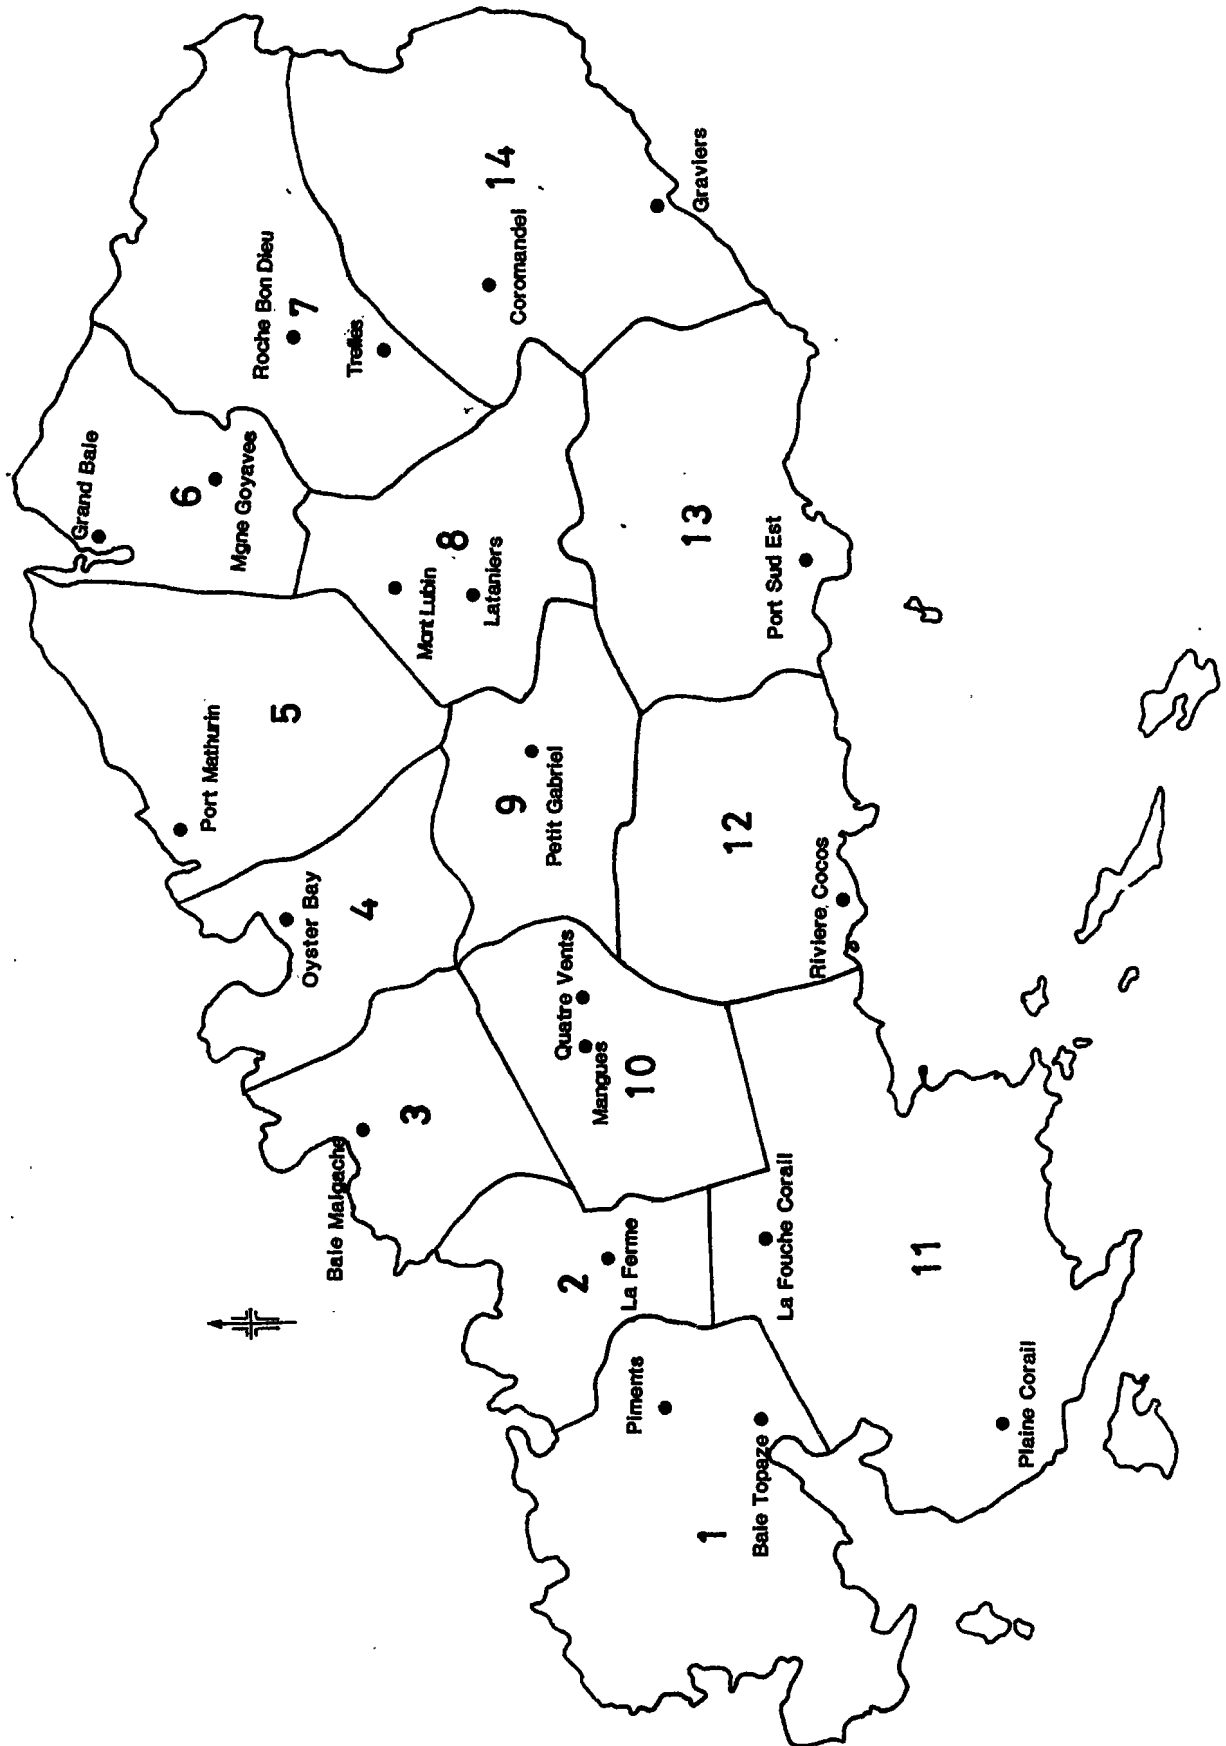 Grand Baie
6
Mgne Goyaves
Roche Bon Dieu
7
Trefles
14
Coromandel
Graviers
Port Mathurin
5
Mont Lubin
8
Lataniers
13
Port Sud Est
Oyster Bay
4
9
Petit Gabriel
12
Riviere Cocos
Baie Malgache
3
Quatre Vents
Mangues
10
2
La Ferme
La Fouche Corail
11
Plaine Corail
Piments
1
Baie Topaze